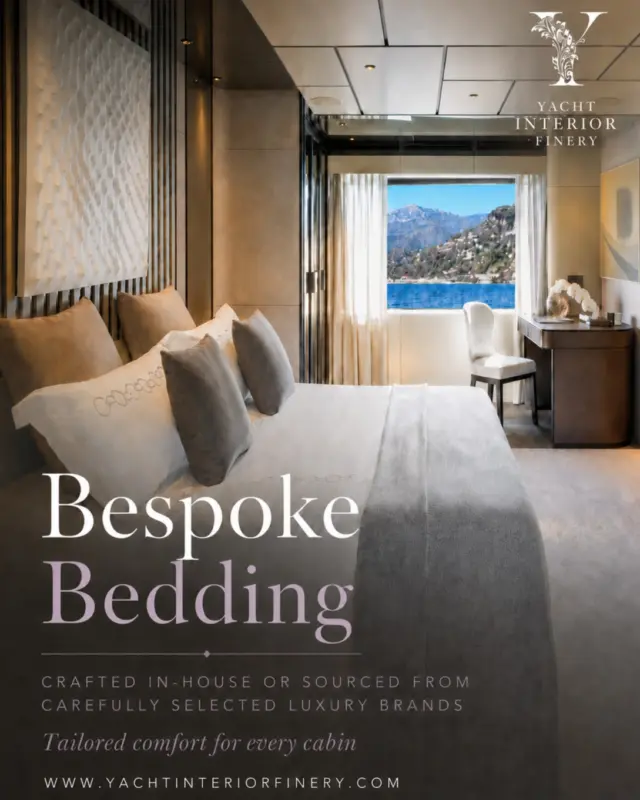 YACHT
INTERIOR
FINERY
Bespoke
Bedding
CRAFTED IN-HOUSE OR SOURCED FROM
CAREFULLY SELECTED LUXURY BRANDS
Tailored comfort for every cabin
WWW.YACHTINTERIORFINERY.COM